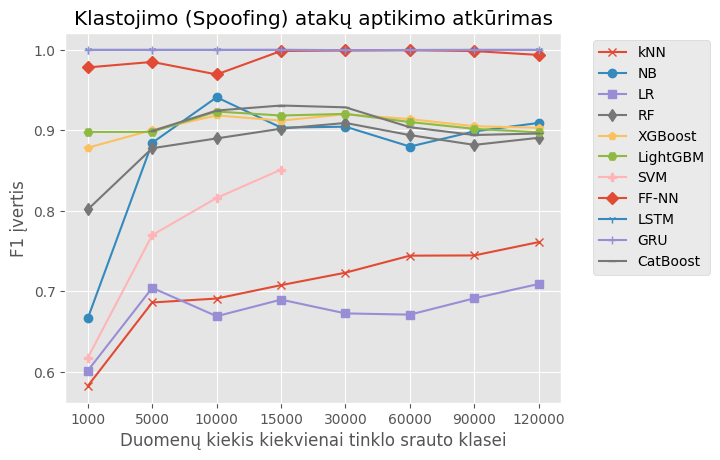 Klastojimo (Spoofing) atakų aptikimo atkūrimas
F1 įvertis
1.0
0.9
0.8
0.7
0.6
1000 5000 10000 15000 30000 60000 90000 120000
Duomenų kiekis kiekvienai tinklo srauto klasei
kNN
NB
LR
RF
XGBoost
LightGBM
SVM
FF-NN
LSTM
GRU
CatBoost